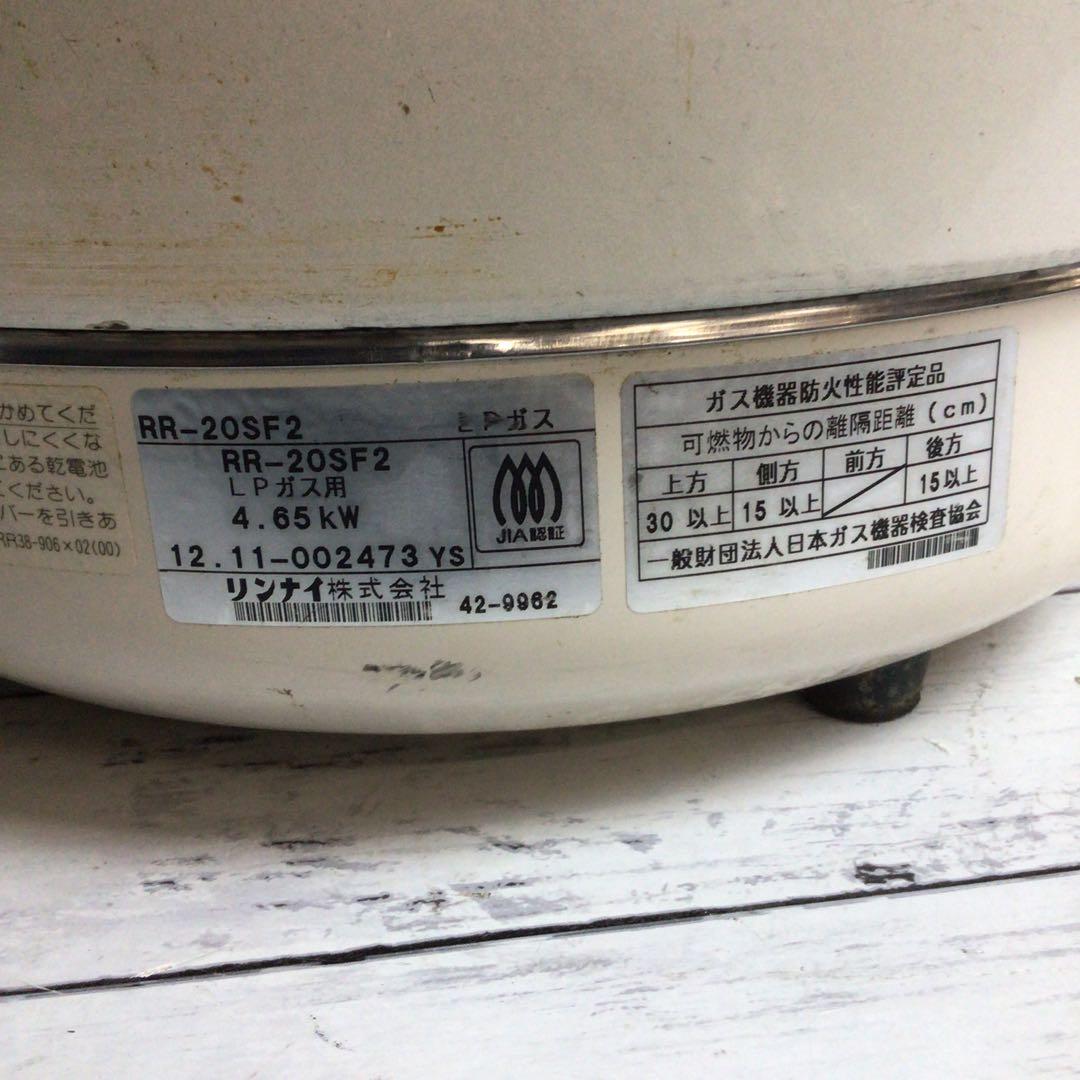 かめてくだ
しにくくな
にある乾電池
ください。
バーを引きあ
RR38-906×02(00)
RR-20SF2 LPガス
RR-20SF2
LPガス用
4.65kW
JIA認証
12.11-002473 YS
リンナイ株式会社
42-9962
ガス機器防火性能評定品
可燃物からの離隔距離(cm)
上方 側方 前方 後方
30 以上 15 以上 15以上
一般財団法人日本ガス機器検査協会